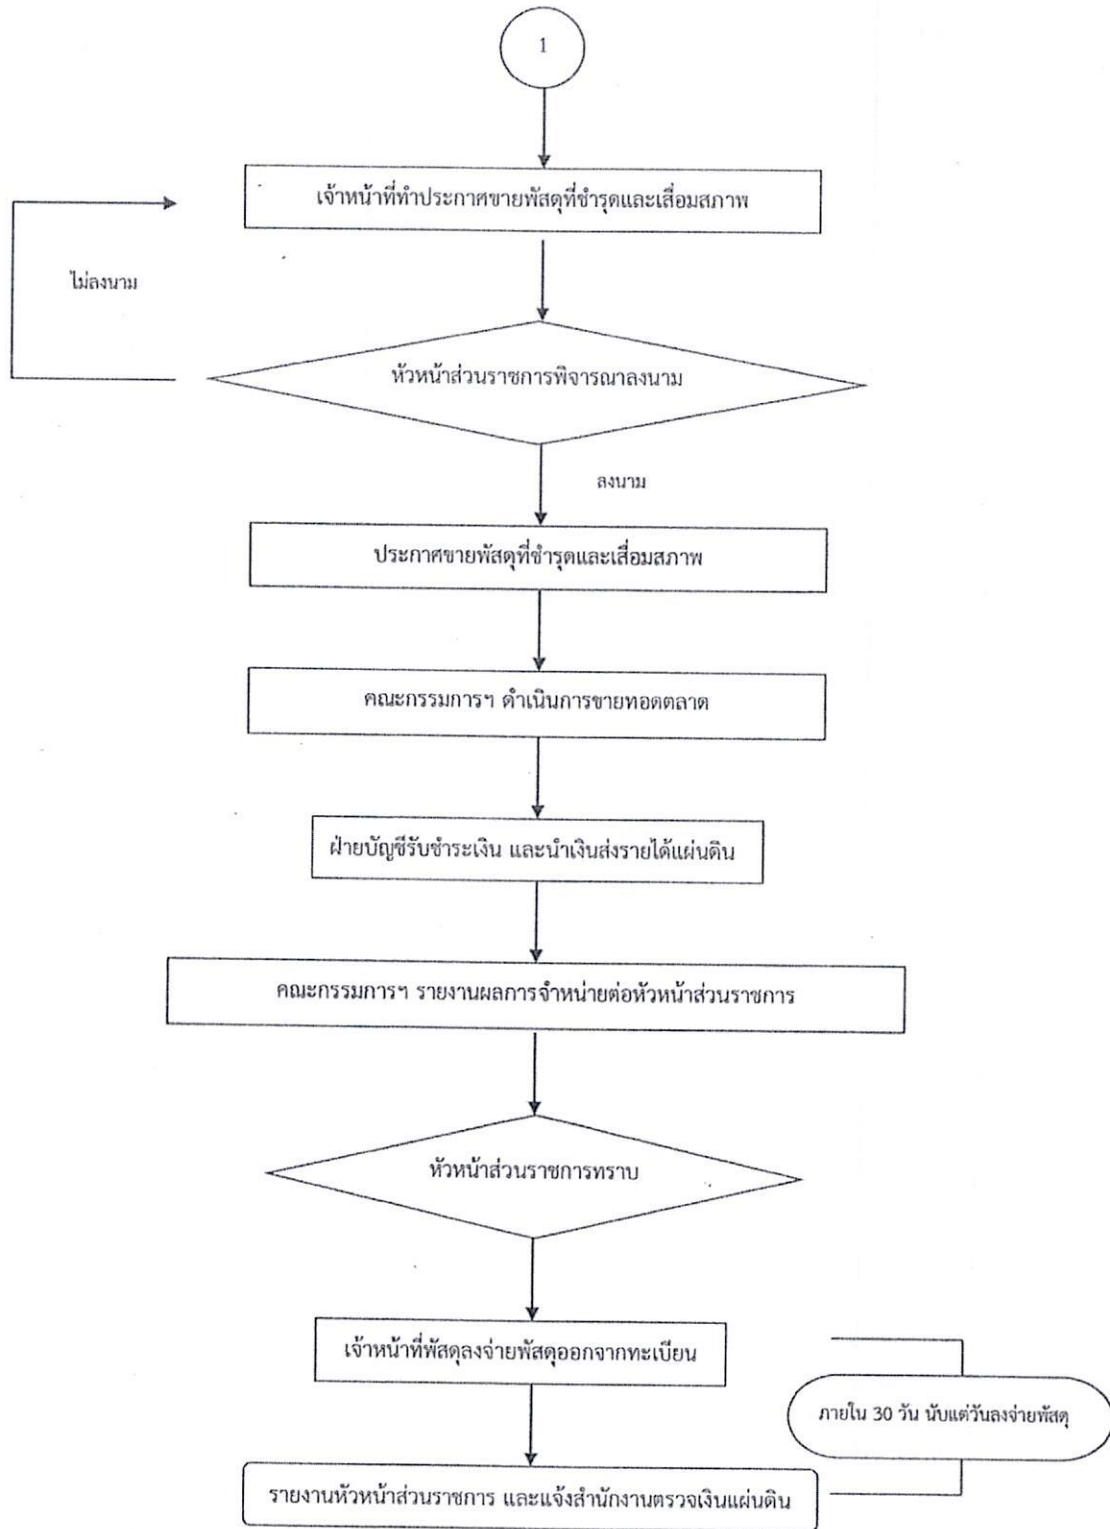 1
เจ้าหน้าที่ทำประกาศขายพัสดุที่ชำรุดและเสื่อมสภาพ
ไม่ลงนาม
หัวหน้าส่วนราชการพิจารณาลงนาม
ลงนาม
ประกาศขายพัสดุที่ชำรุดและเสื่อมสภาพ
คณะกรรมการฯ ดำเนินการขายทอดตลาด
ฝ่ายบัญชีรับชำระเงิน และนำเงินส่งรายได้แผ่นดิน
คณะกรรมการฯ รายงานผลการจำหน่ายต่อหัวหน้าส่วนราชการ
หัวหน้าส่วนราชการทราบ
เจ้าหน้าที่พัสดุลงจ่ายพัสดุออกจากทะเบียน
ภายใน 30 วัน นับแต่วันลงจ่ายพัสดุ
รายงานหัวหน้าส่วนราชการ และแจ้งสำนักงานตรวจเงินแผ่นดิน